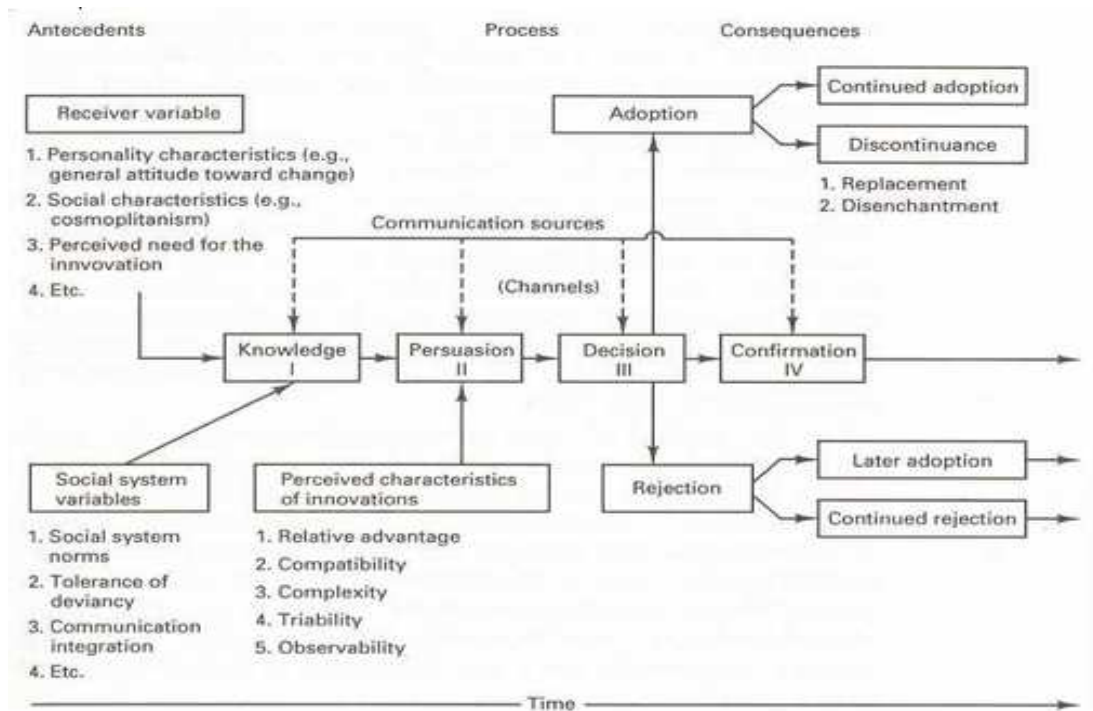 Antecedents
Process
Consequences
Receiver variable
1. Personality characteristics (e.g.,
general attitude toward change)
2. Social characteristics (e.g.,
cosmoplitanism)
3. Perceived need for the
innvovation
4. Etc.
Adoption
Continued adoption
Discontinuance
1. Replacement
2. Disenchantment
Communication sources
(Channels)
Knowledge
I
Persuasion
II
Decision
III
Confirmation
IV
Social system
variables
1. Social system
norms
2. Tolerance of
deviancy
3. Communication
integration
4. Etc.
Perceived characteristics
of innovations
1. Relative advantage
2. Compatibility
3. Complexity
4. Triability
5. Observability
Rejection
Later adoption
Continued rejection
Time